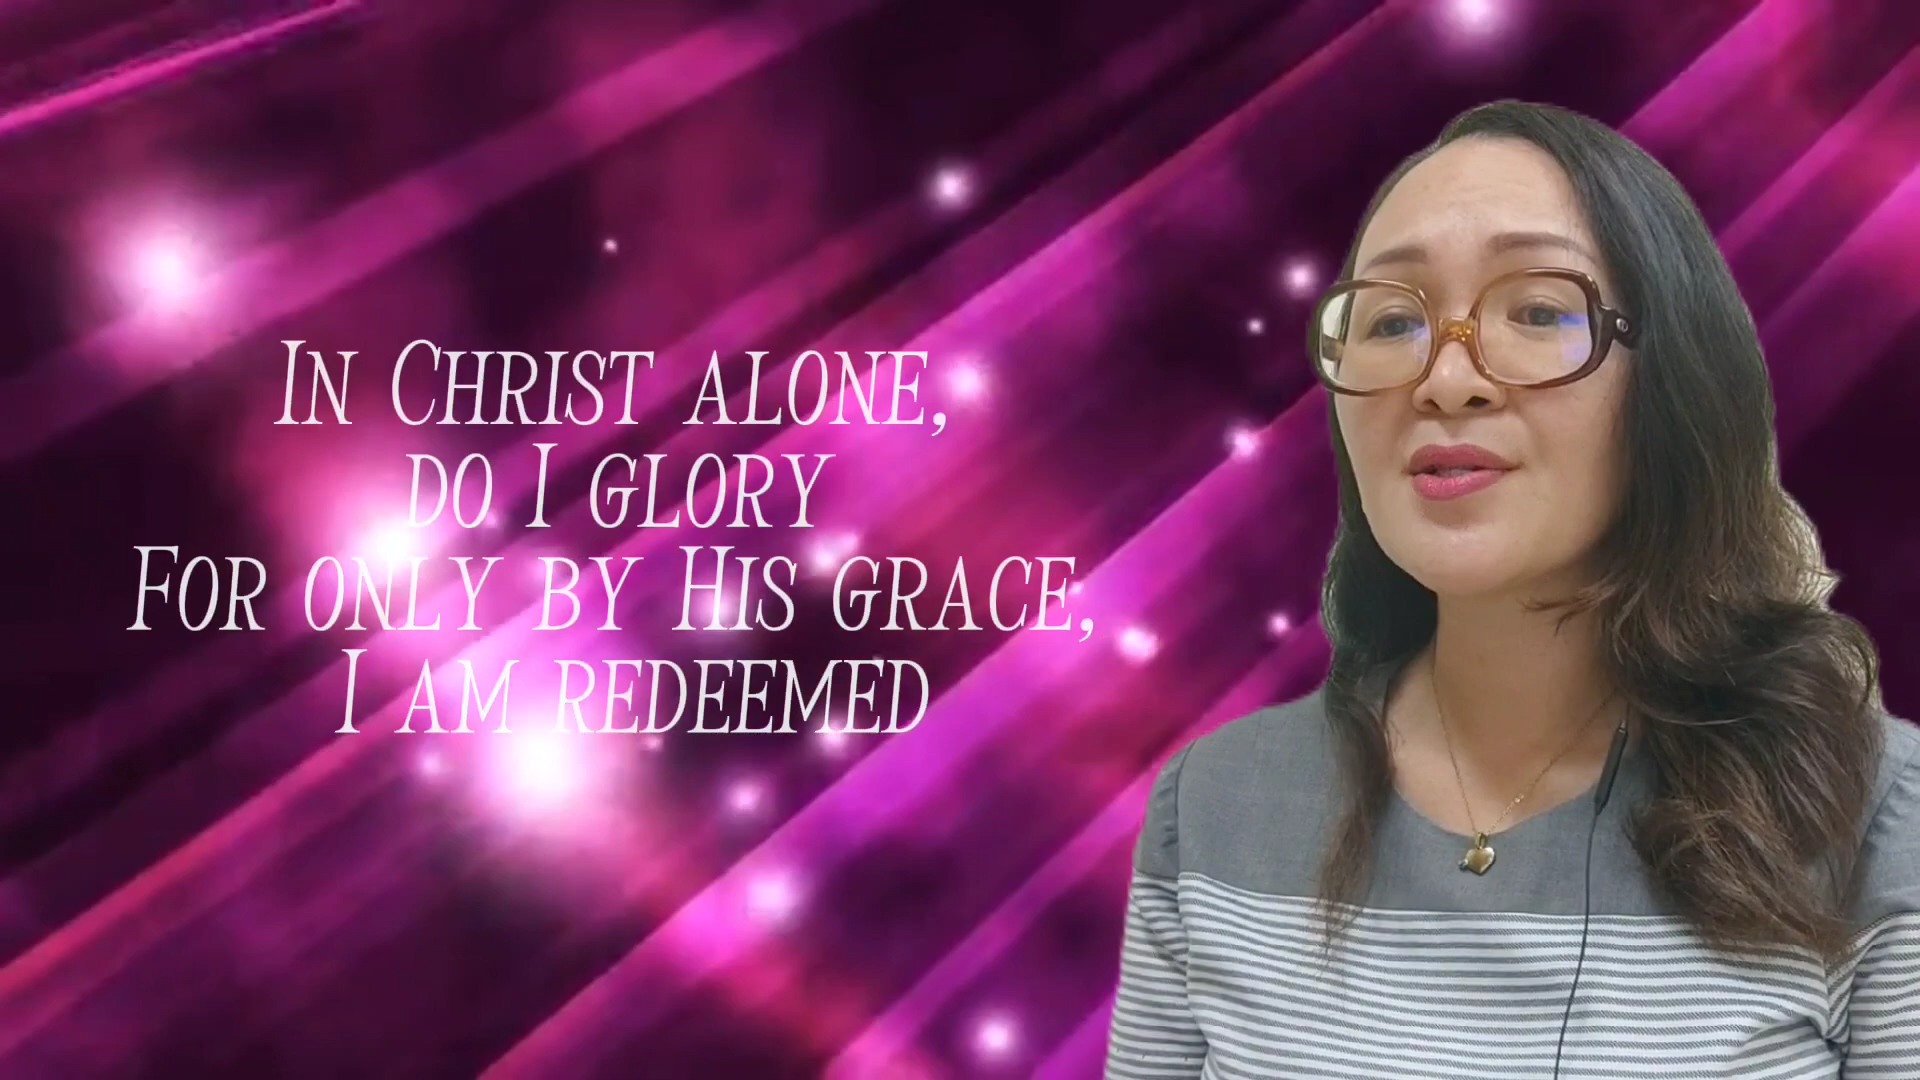 In Christ alone,
do I glory
For only by His grace,
I am redeemed